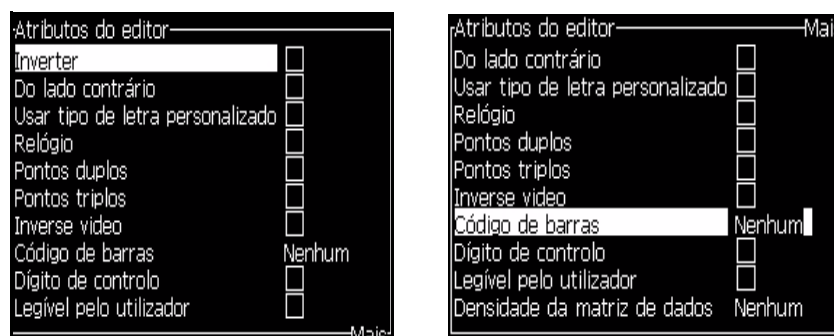 Atributos do editor
Inverter
Do lado contrário
Usar tipo de letra personalizado
Relógio
Pontos duplos
Pontos triplos
Inverse video
Código de barras Nenhum
Dígito de controlo
Legível pelo utilizador
Mais
Atributos do editor Mai
Do lado contrário
Usar tipo de letra personalizado
Relógio
Pontos duplos
Pontos triplos
Inverse video
Código de barras Nenhum
Dígito de controlo
Legível pelo utilizador
Densidade da matriz de dados Nenhum